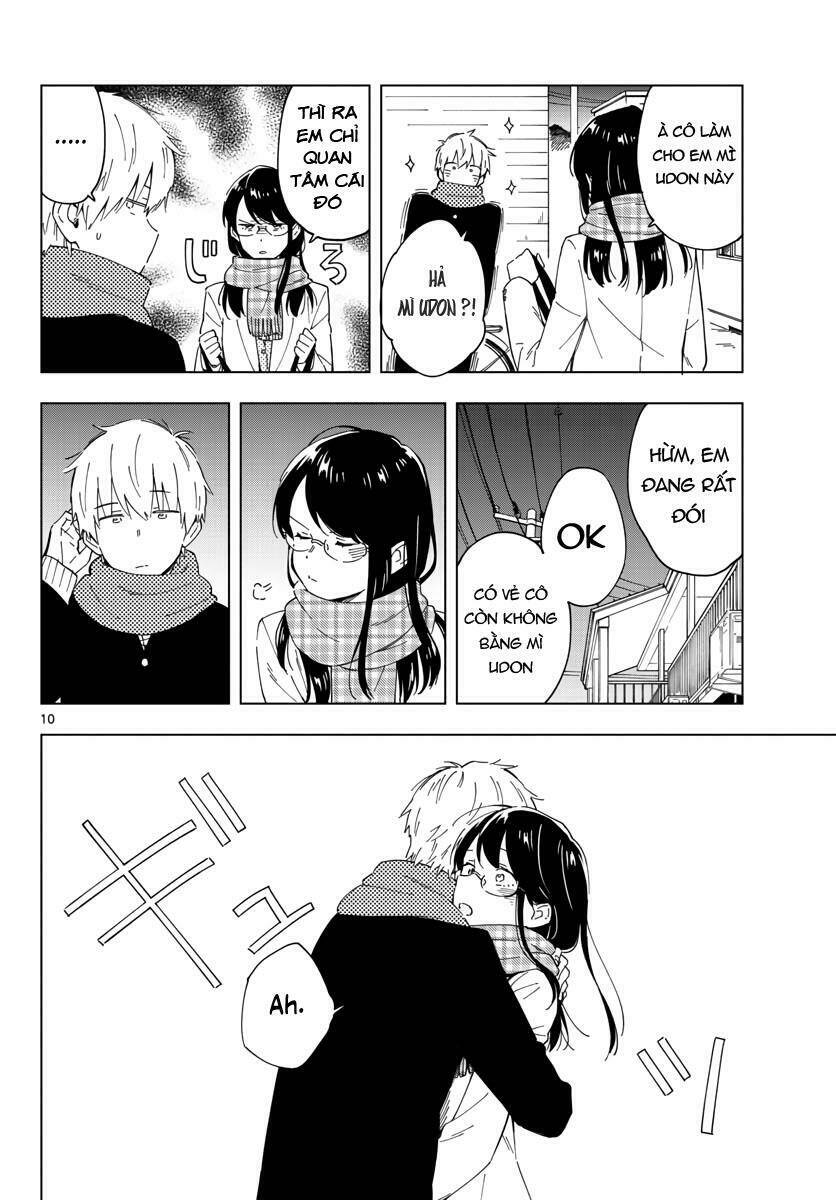 À CÔ LÀM
CHO EM MÌ
UDON NÀY
HẢ
MÌ UDON ?!
THÌ RA
EM CHỈ
QUAN
TÂM CÁI
ĐÓ
じろ
.....
HỪM, EM
ĐANG RẤT
ĐÓI
OK
CÓ VẺ CÔ
CÒN KHÔNG
BẰNG MÌ
UDON
10
ギュ
Ah.